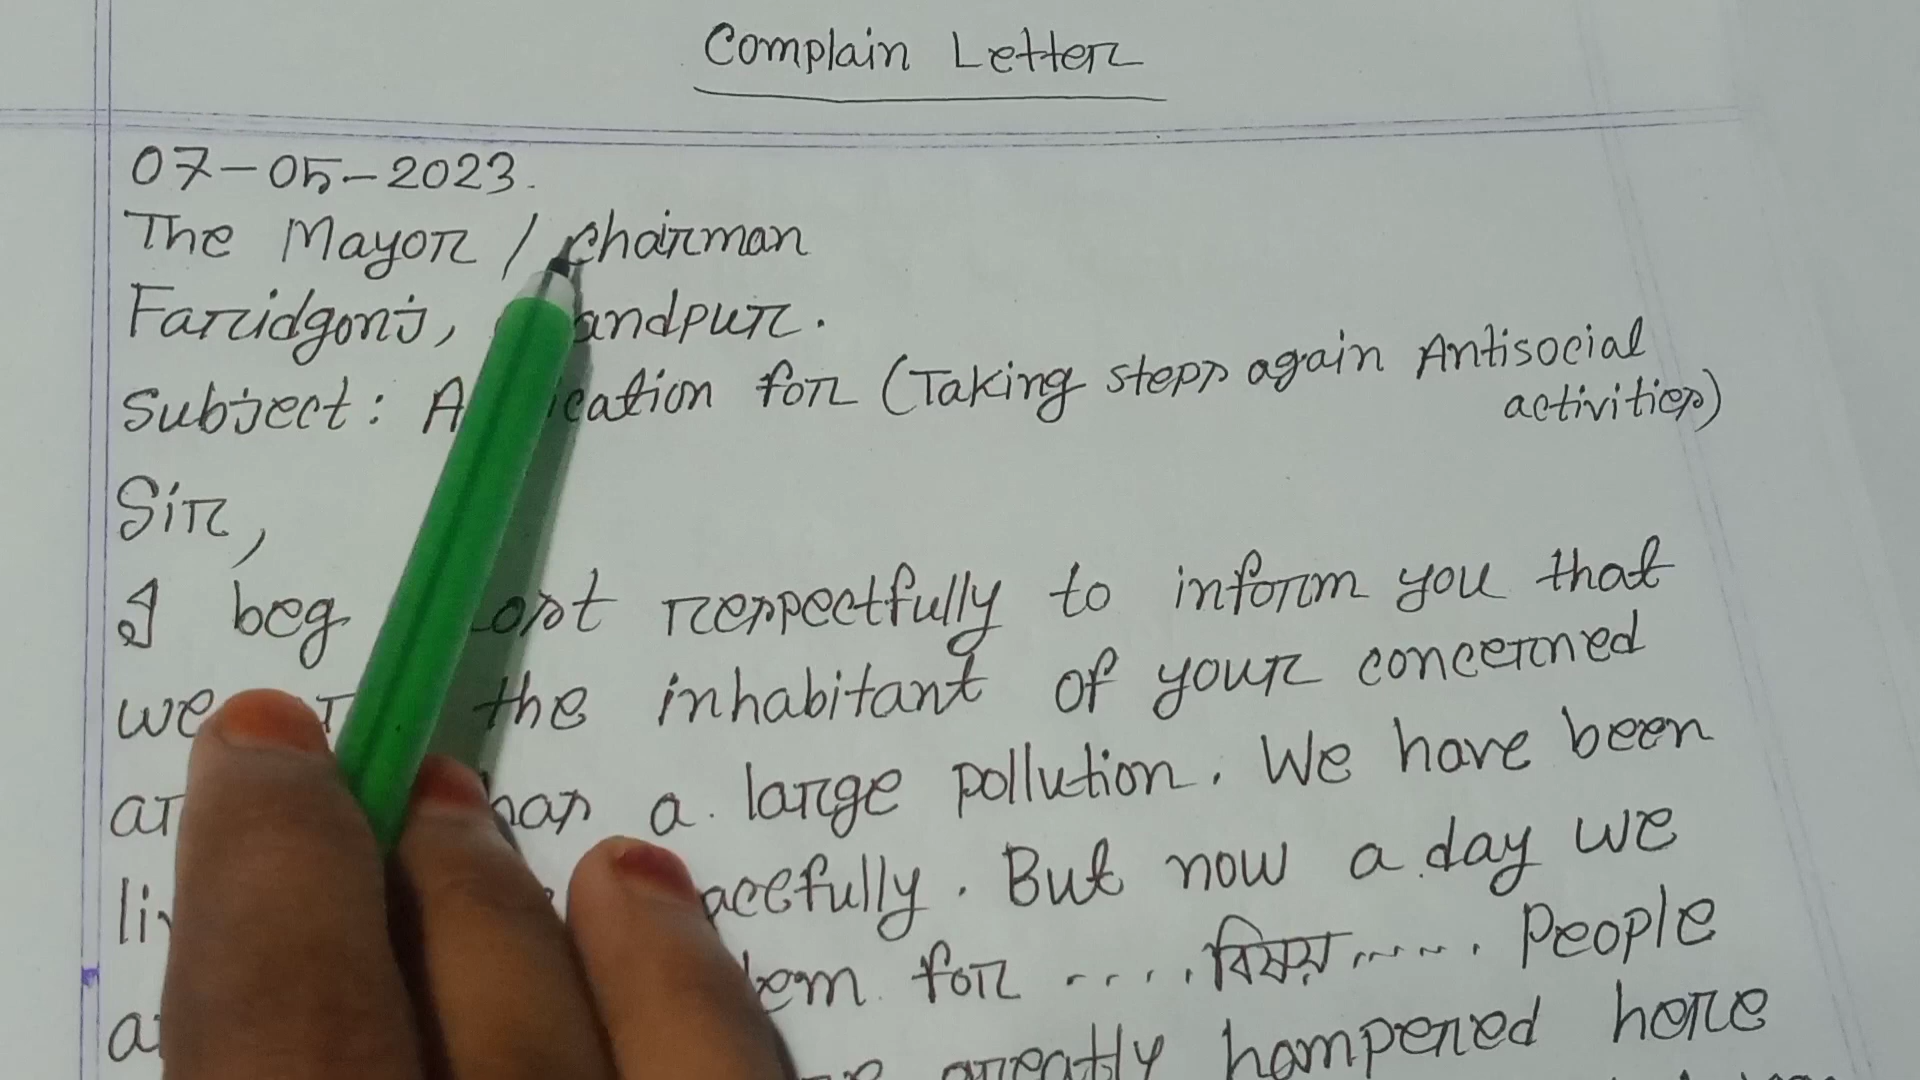 Complain Letter
07-05-2023.
The Mayor / chairman
Faridgonj, andpur.
Subject: A ication for (Taking steps again Antisocial
activities)
Sir,
I beg ost respectfully to inform you that
we the inhabitant of your concerned
has a large pollution. We have been
acefully. But now a day we
em for ....বিষয়..... People
greatly hampered here